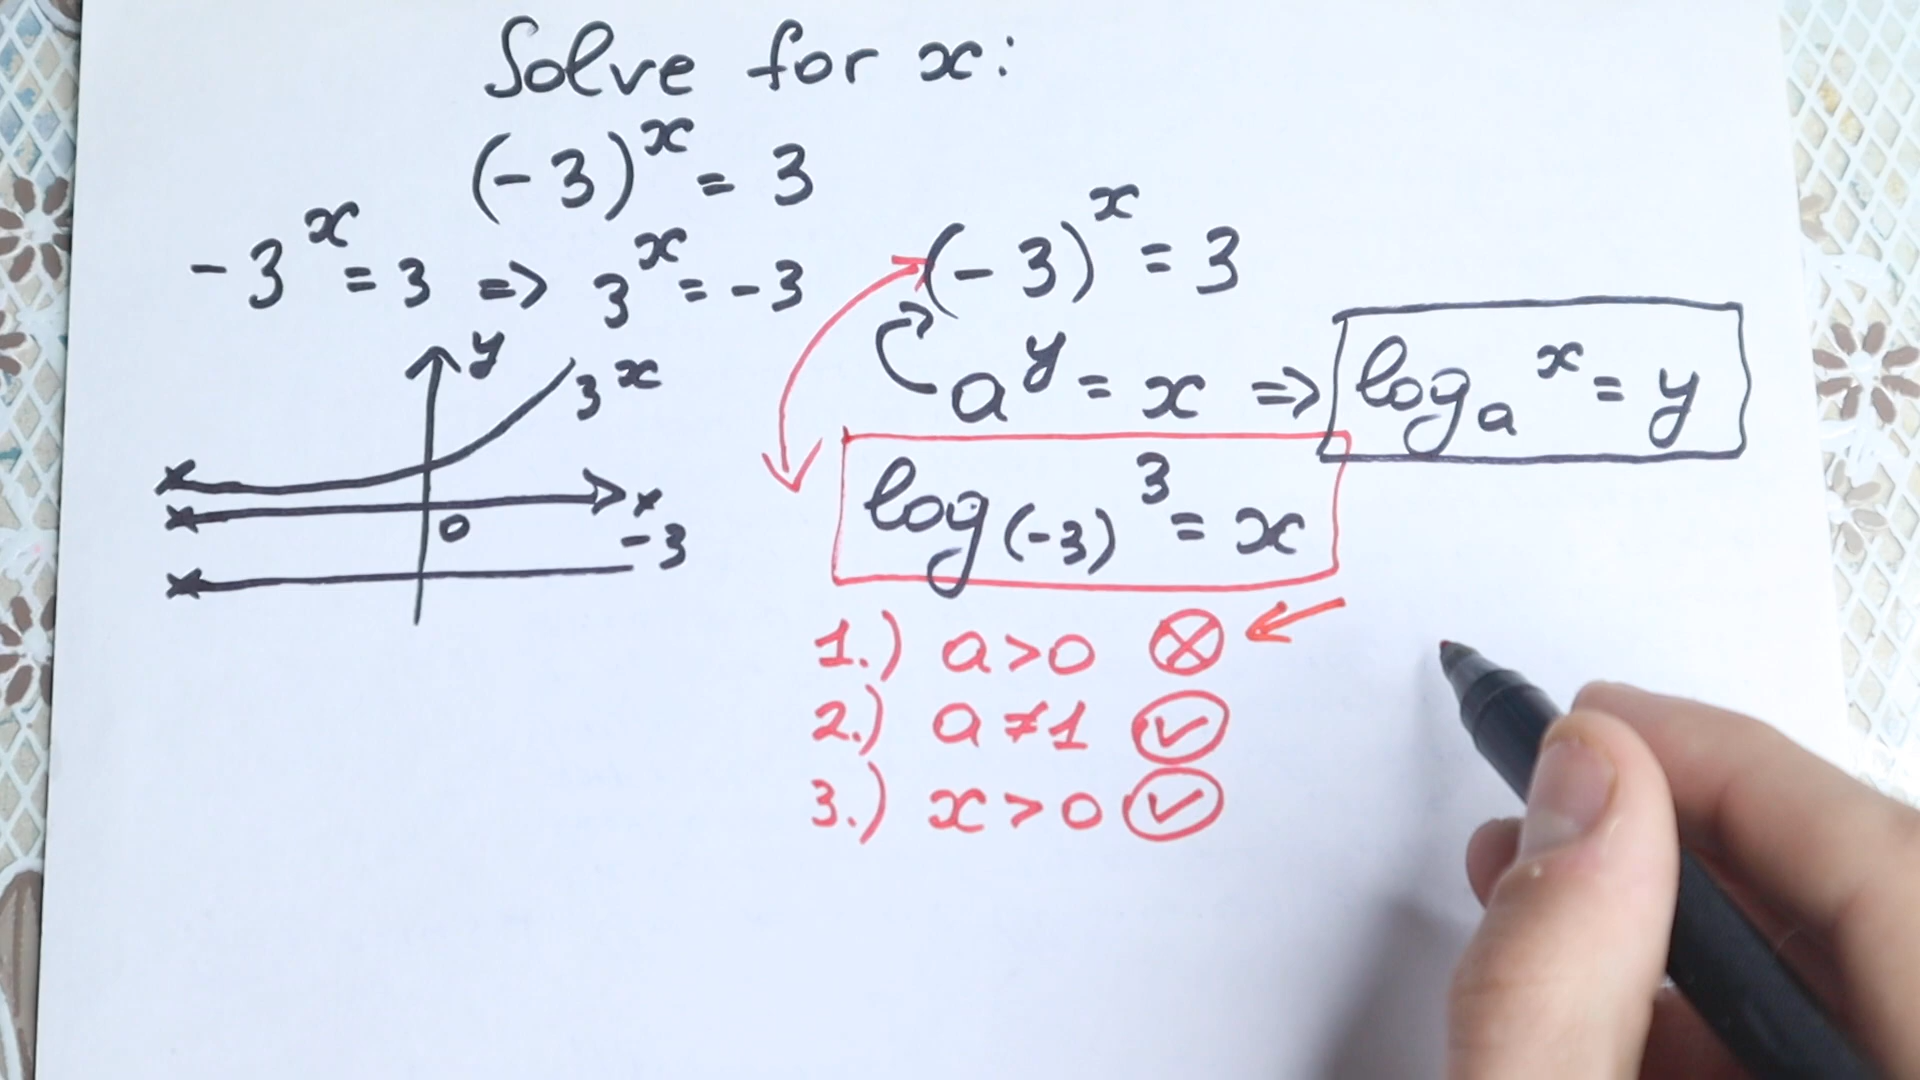 Solve for x:
(-3)^x = 3
-3^x = 3 => 3^x = -3
y
3^x
x
0
-3
(-3)^x = 3
a^y = x => log_a^x = y
log_(-3)^3 = x
1.) a>0
2.) a≠1
3.) x>0